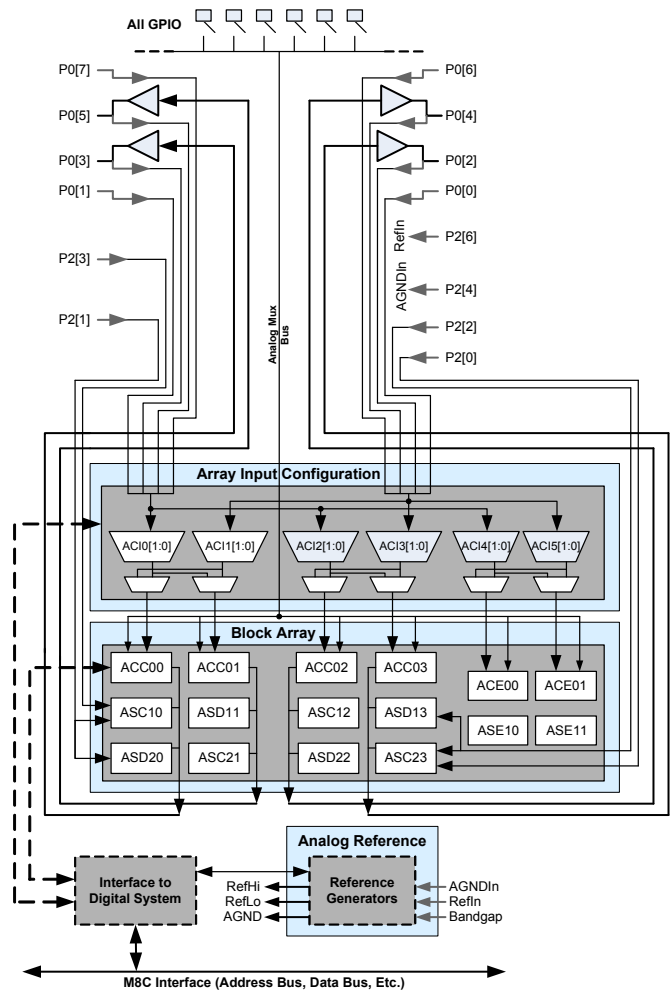 All GPIO
P0[7]
P0[6]
P0[5]
P0[4]
P0[3]
P0[2]
P0[1]
P0[0]
RefIn
P2[6]
P2[3]
AGNDIn
P2[4]
P2[1]
P2[2]
Analog Mux
Bus
P2[0]
Array Input Configuration
ACI0[1:0] ACI1[1:0] ACI2[1:0] ACI3[1:0] ACI4[1:0] ACI5[1:0]
Block Array
ACC00 ACC01 ACC02 ACC03
ACE00 ACE01
ASC10 ASD11 ASC12 ASD13
ASE10 ASE11
ASD20 ASC21 ASD22 ASC23
Analog Reference
Interface to
Digital System
RefHi
RefLo
AGND
Reference
Generators
AGNDIn
RefIn
Bandgap
M8C Interface (Address Bus, Data Bus, Etc.)